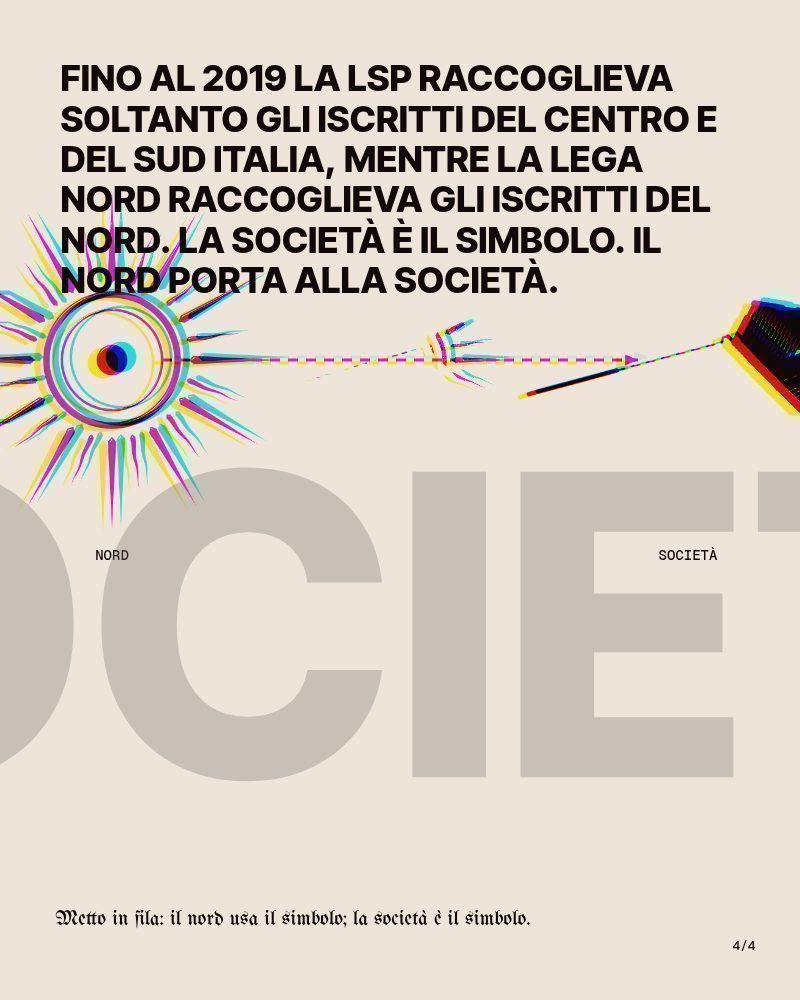 FINO AL 2019 LA LSP RACCOGLIEVA
SOLTANTO GLI ISCRITTI DEL CENTRO E
DEL SUD ITALIA, MENTRE LA LEGA
NORD RACCOGLIEVA GLI ISCRITTI DEL
NORD. LA SOCIETÀ È IL SIMBOLO. IL
NORD PORTA ALLA SOCIETÀ.
OCIET
NORD
SOCIETÀ
Metto in fila: il nord usa il simbolo; la società è il simbolo.
4/4